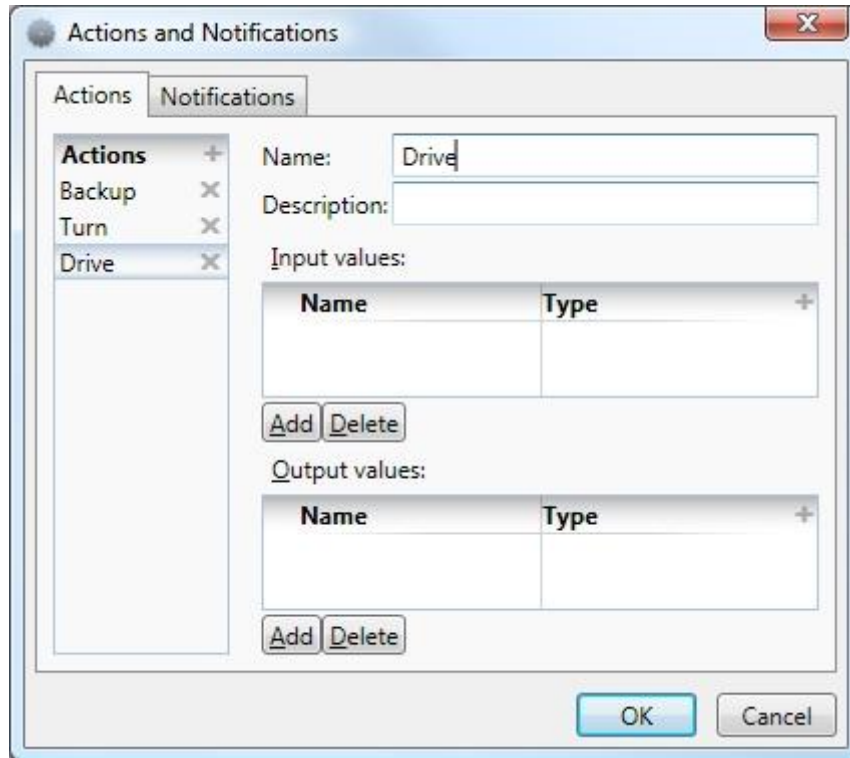 Actions and Notifications
Actions Notifications
Actions
Backup
Turn
Drive
Name: Drive
Description:
Input values:
Name Type
Add Delete
Output values:
Name Type
Add Delete
OK Cancel